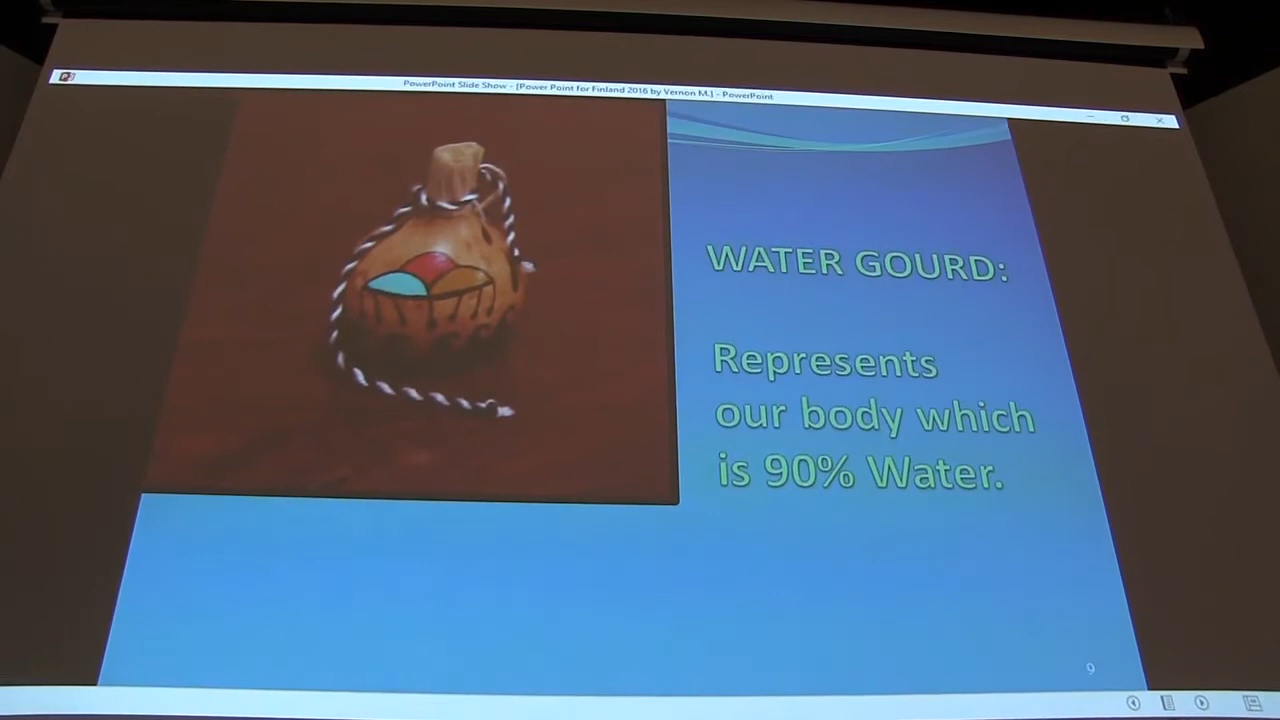 PowerPoint Slide Show - [Power Point for Finland 2016 by Vernon M.] - PowerPoint
WATER GOURD:
Represents
our body which
is 90% Water.
9